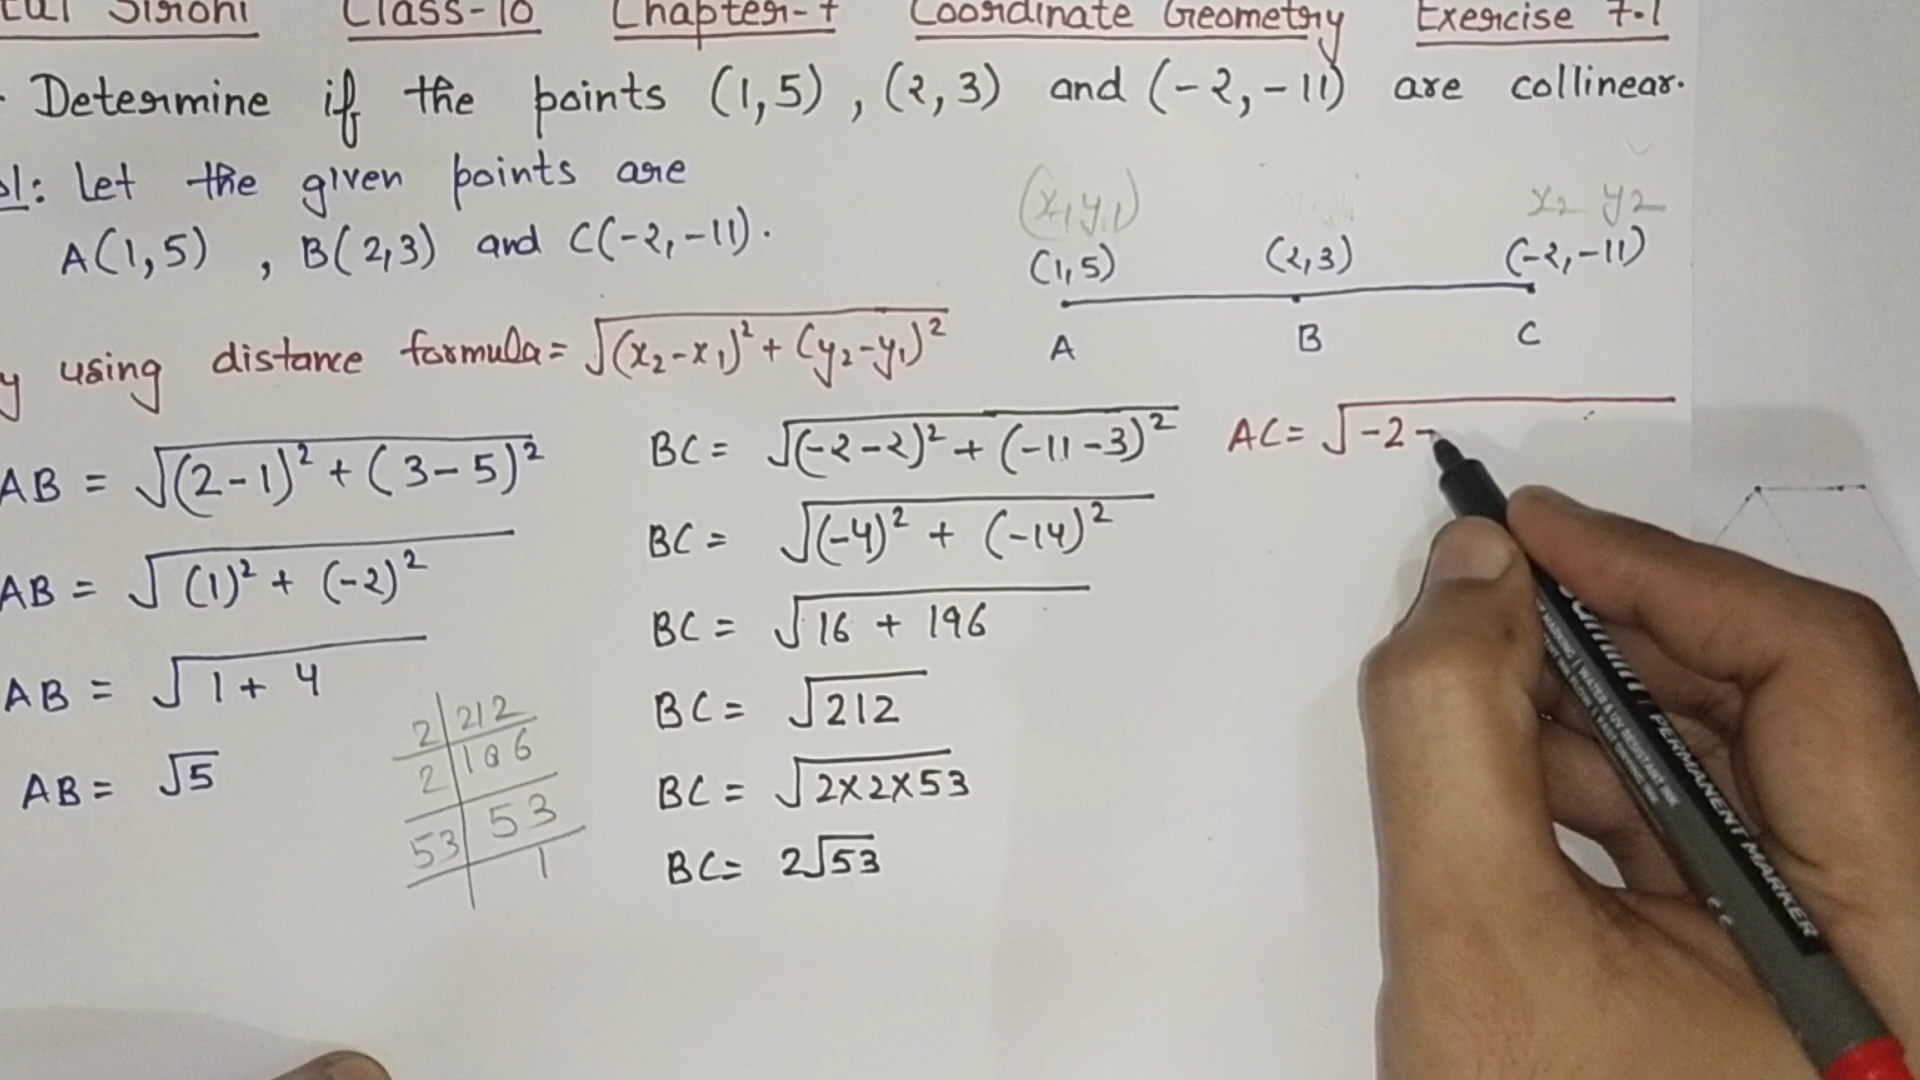 Sirohi Class-10 Chapter-7 Coordinate Geometry Exercise 7.1
Determine if the points (1,5), (2,3) and (-2,-11) are collinear.
Let the given points are
A(1,5), B(2,3) and C(-2,-11).
(x₁y₁) x₂ y₂
(1,5) (2,3) (-2,-11)
A B C
using distance formula = √(x₂-x₁)² + (y₂-y₁)²
AB = √(2-1)² + (3-5)²
AB = √(1)² + (-2)²
AB = √1 + 4
AB = √5
2 | 212
2 | 106
53 | 53
1
BC = √(-2-2)² + (-11-3)²
BC = √(-4)² + (-14)²
BC = √16 + 196
BC = √212
BC = √2×2×53
BC = 2√53
AC = √-2-
PERMANENT MARKER